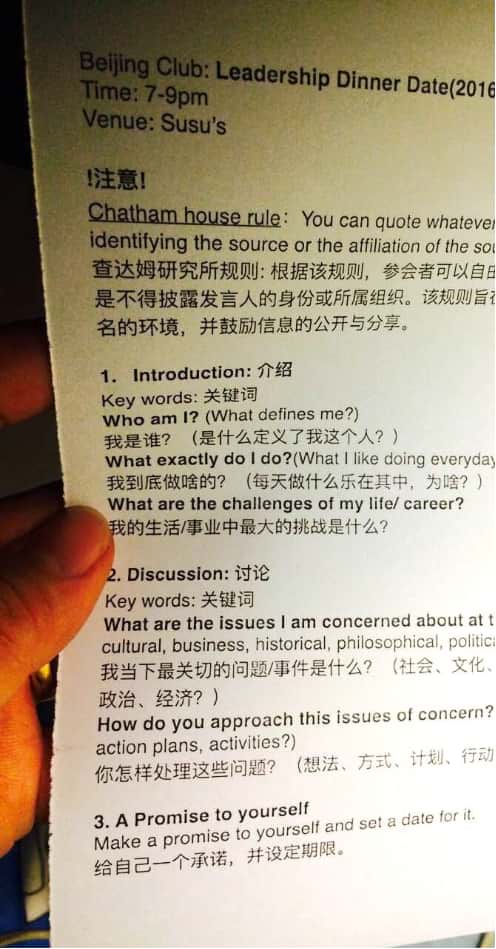 Beijing Club: Leadership Dinner Date(2016
Time: 7-9pm
Venue: Susu's
!注意!
Chatham house rule： You can quote whatever
identifying the source or the affiliation of the sou
查达姆研究所规则: 根据该规则，参会者可以自由
是不得披露发言人的身份或所属组织。该规则旨在
名的环境，并鼓励信息的公开与分享。
1. Introduction: 介绍
Key words: 关键词
Who am I? (What defines me?)
我是谁？（是什么定义了我这个人？）
What exactly do I do?(What I like doing everyday
我到底做啥的？（每天做什么乐在其中，为啥？）
What are the challenges of my life/ career?
我的生活/事业中最大的挑战是什么？
2. Discussion: 讨论
Key words: 关键词
What are the issues I am concerned about at t
cultural, business, historical, philosophical, politica
我当下最关切的问题/事件是什么？（社会、文化、
政治、经济？）
How do you approach this issues of concern?
action plans, activities?)
你怎样处理这些问题？（想法、方式、计划、行动
3. A Promise to yourself
Make a promise to yourself and set a date for it.
给自己一个承诺，并设定期限。